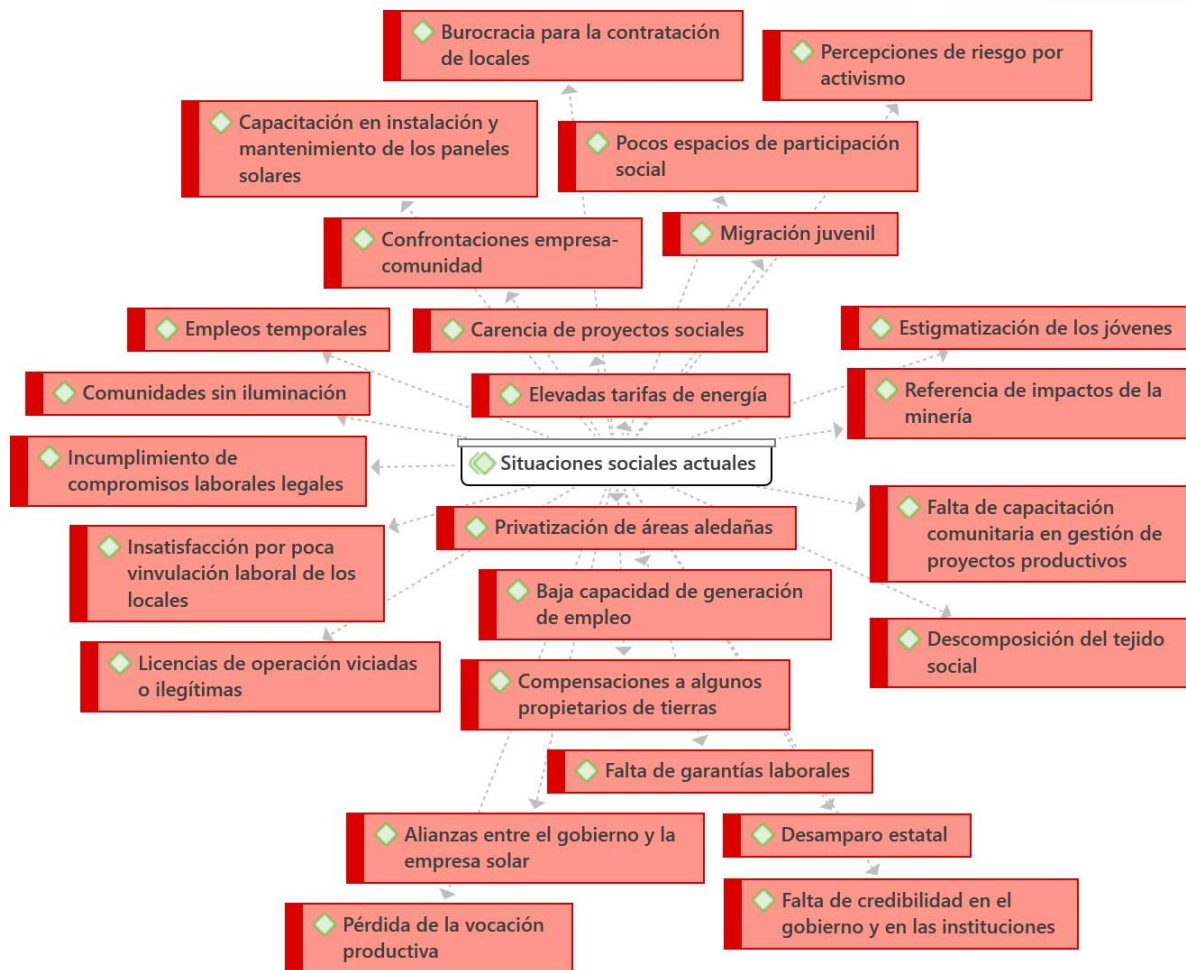 Burocracia para la contratación
de locales
Percepciones de riesgo por
activismo
Capacitación en instalación y
mantenimiento de los paneles
solares
Pocos espacios de participación
social
Confrontaciones empresa-
comunidad
Migración juvenil
Empleos temporales
Carencia de proyectos sociales
Estigmatización de los jóvenes
Comunidades sin iluminación
Elevadas tarifas de energía
Referencia de impactos de la
minería
Incumplimiento de
compromisos laborales legales
Situaciones sociales actuales
Falta de capacitación
comunitaria en gestión de
proyectos productivos
Privatización de áreas aledañas
Insatisfacción por poca
vinvulación laboral de los
locales
Baja capacidad de generación
de empleo
Descomposición del tejido
social
Licencias de operación viciadas
o ilegítimas
Compensaciones a algunos
propietarios de tierras
Falta de garantías laborales
Alianzas entre el gobierno y la
empresa solar
Desamparo estatal
Falta de credibilidad en el
gobierno y en las instituciones
Pérdida de la vocación
productiva